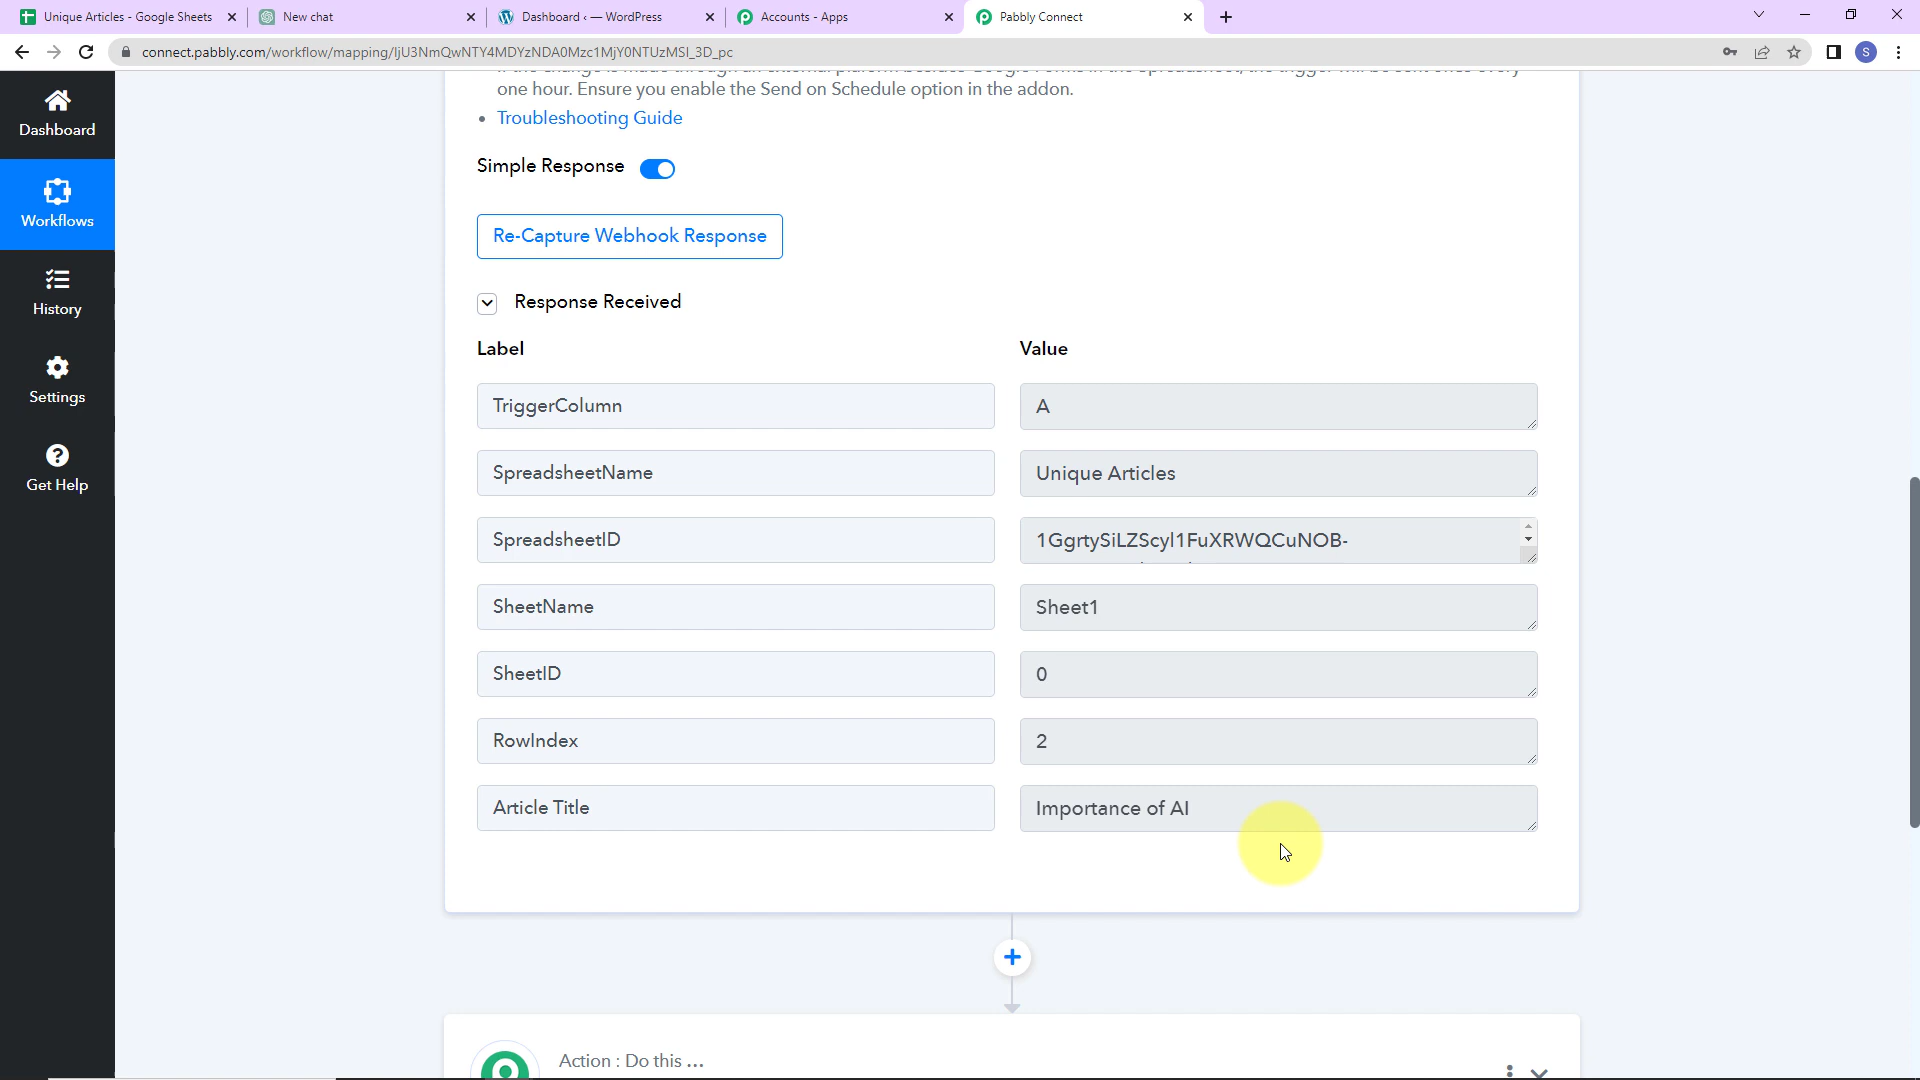 Unique Articles - Google Sheets
New chat
Dashboard ‹ — WordPress
Accounts - Apps
Pabbly Connect
connect.pabbly.com/workflow/mapping/IjU3NmQwNTY4MDYzNDA0Mzc1MjY0NTUzMSI_3D_pc
S
Dashboard
Workflows
History
Settings
Get Help
one hour. Ensure you enable the Send on Schedule option in the addon.
• Troubleshooting Guide
Simple Response
Re-Capture Webhook Response
Response Received
Label Value
TriggerColumn A
SpreadsheetName Unique Articles
SpreadsheetID 1GgrtySiLZScyl1FuXRWQCuNOB-
SheetName Sheet1
SheetID 0
RowIndex 2
Article Title Importance of AI
Action : Do this ...